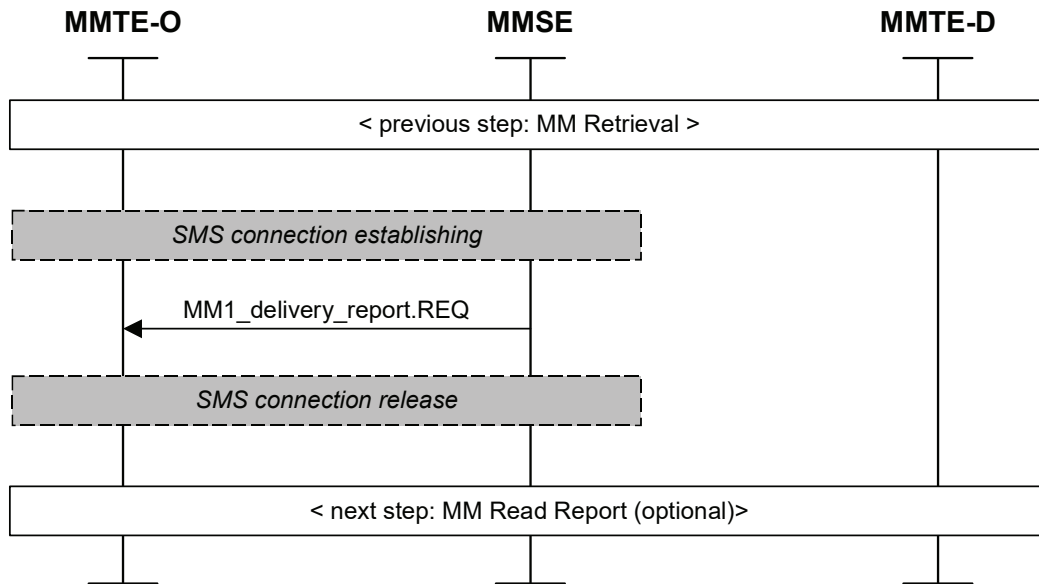 MMTE-O MMSE MMTE-D
< previous step: MM Retrieval >
SMS connection establishing
MM1_delivery_report.REQ
SMS connection release
< next step: MM Read Report (optional)>